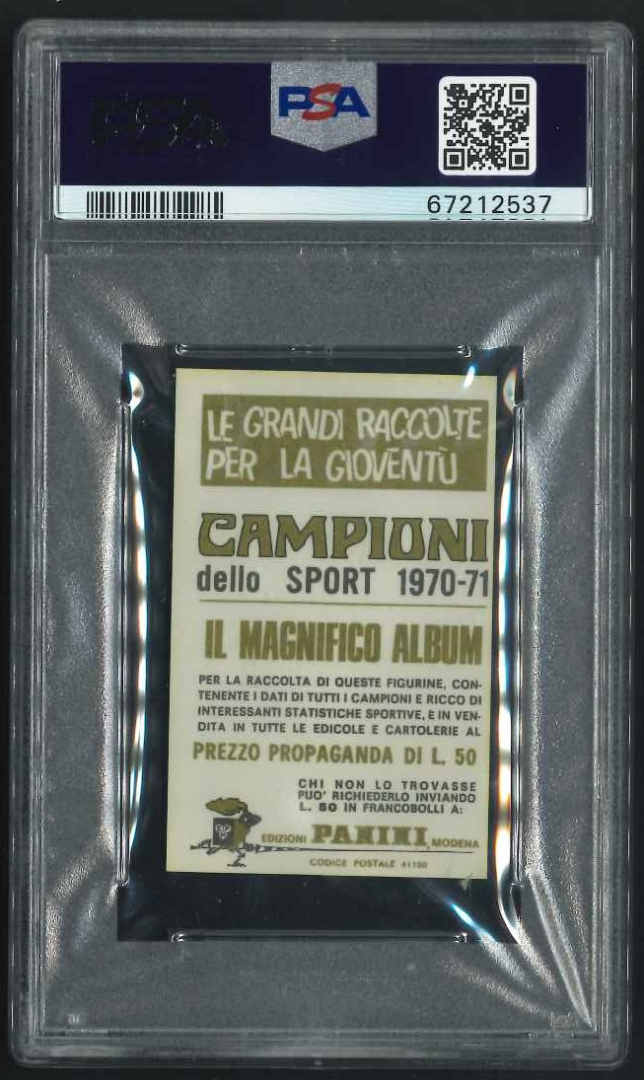 PSA
67212537
LE GRANDI RACCOLTE
PER LA GIOVENTÙ
CAMPIONI
dello SPORT 1970-71
IL MAGNIFICO ALBUM
PER LA RACCOLTA DI QUESTE FIGURINE, CON-
TENENTE I DATI DI TUTTI I CAMPIONI E RICCO DI
INTERESSANTI STATISTICHE SPORTIVE, È IN VEN-
DITA IN TUTTE LE EDICOLE E CARTOLERIE AL
PREZZO PROPAGANDA DI L. 50
CHI NON LO TROVASSE
PUO' RICHIEDERLO INVIANDO
L. 50 IN FRANCOBOLLI A:
EDIZIONI PANINI, MODENA
CODICE POSTALE 41100